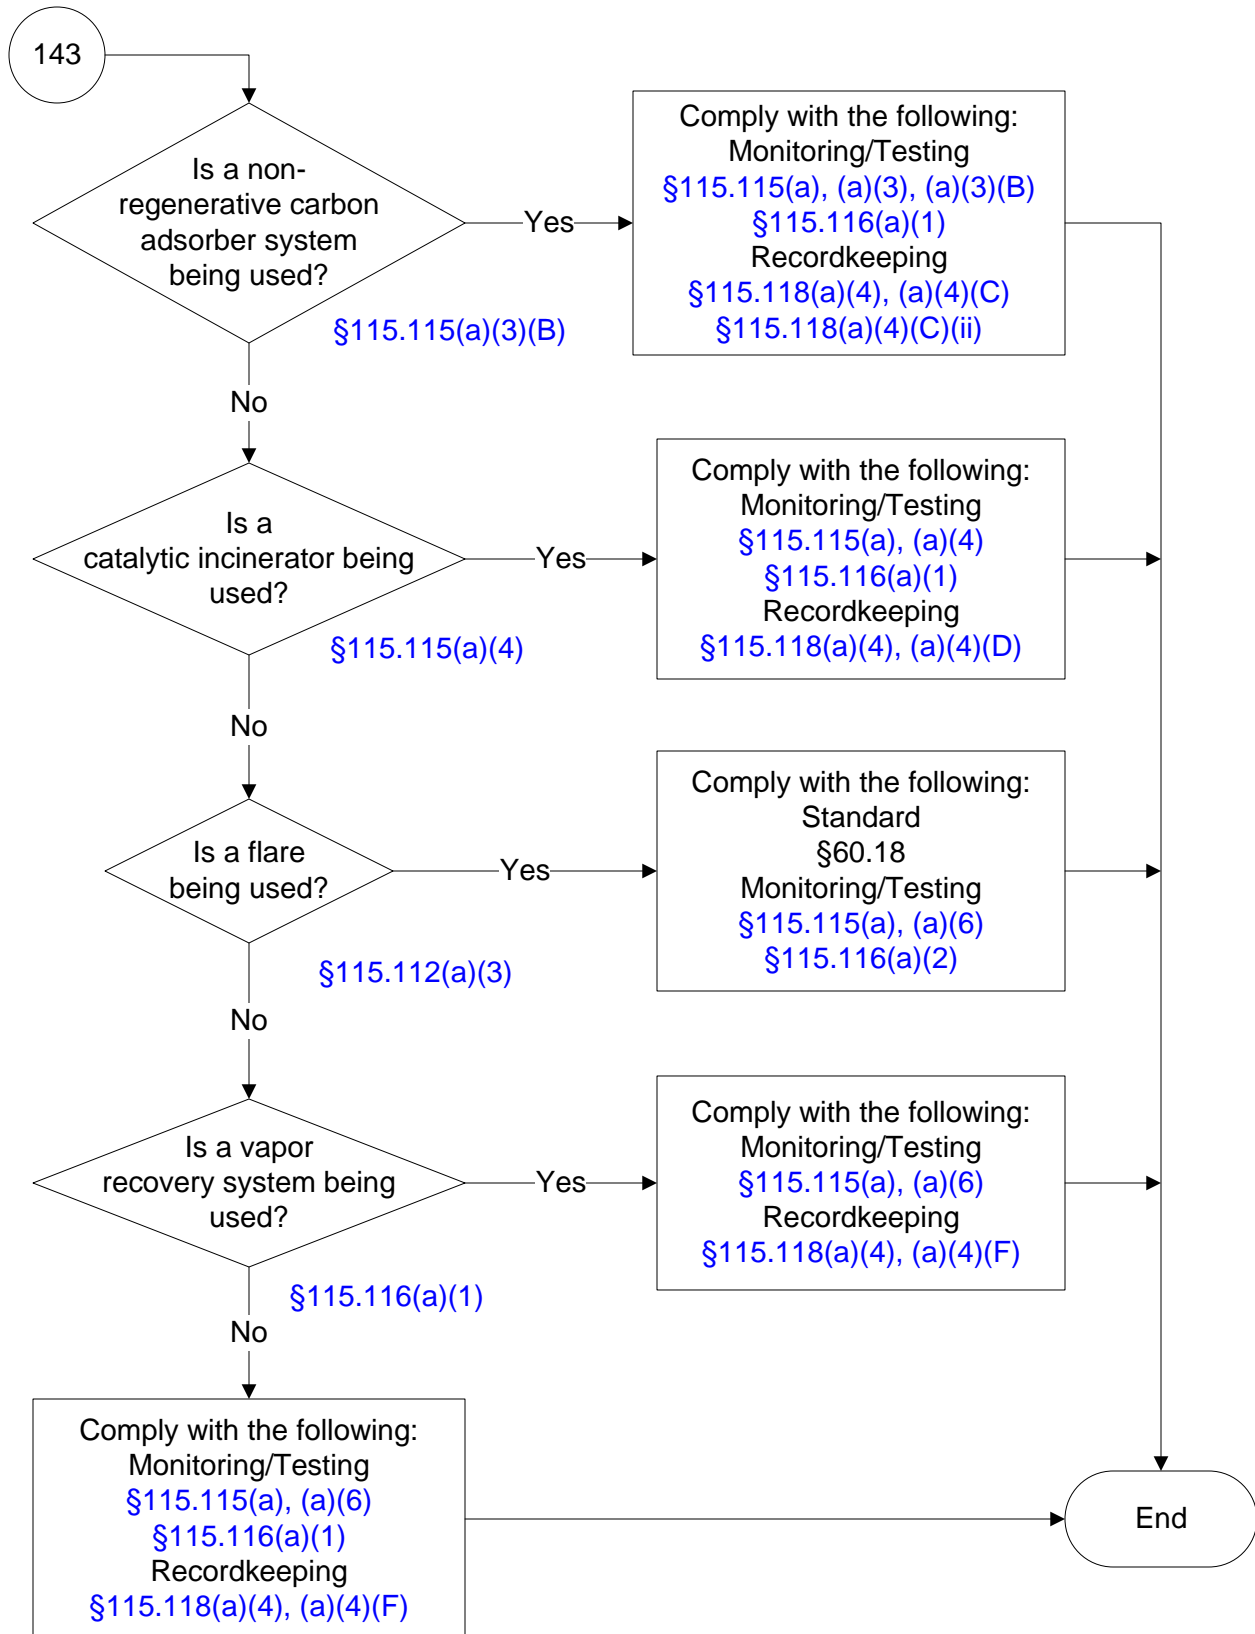 143
Is a non-
regenerative carbon
adsorber system
being used?
§115.115(a)(3)(B)
Yes
Comply with the following:
Monitoring/Testing
§115.115(a), (a)(3), (a)(3)(B)
§115.116(a)(1)
Recordkeeping
§115.118(a)(4), (a)(4)(C)
§115.118(a)(4)(C)(ii)
No
Is a
catalytic incinerator being
used?
§115.115(a)(4)
Yes
Comply with the following:
Monitoring/Testing
§115.115(a), (a)(4)
§115.116(a)(1)
Recordkeeping
§115.118(a)(4), (a)(4)(D)
No
Is a flare
being used?
§115.112(a)(3)
Yes
Comply with the following:
Standard
§60.18
Monitoring/Testing
§115.115(a), (a)(6)
§115.116(a)(2)
No
Is a vapor
recovery system being
used?
§115.116(a)(1)
Yes
Comply with the following:
Monitoring/Testing
§115.115(a), (a)(6)
Recordkeeping
§115.118(a)(4), (a)(4)(F)
No
Comply with the following:
Monitoring/Testing
§115.115(a), (a)(6)
§115.116(a)(1)
Recordkeeping
§115.118(a)(4), (a)(4)(F)
End